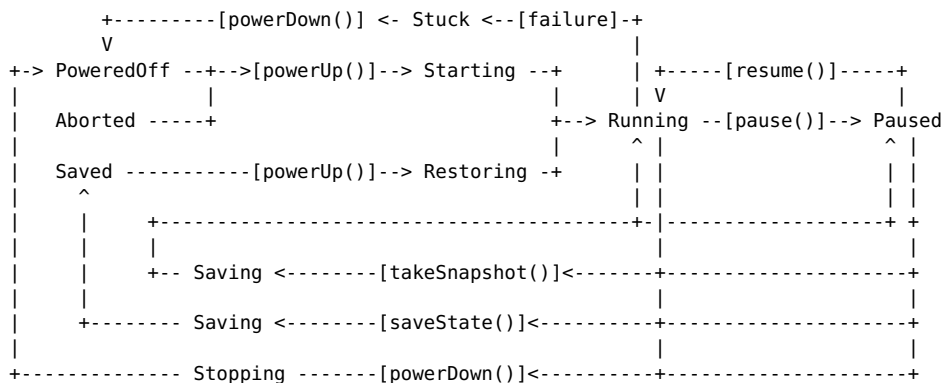 +---------[powerDown()] <- Stuck <--[failure]-+
V |
+-> PoweredOff --+-->[powerUp()]--> Starting --+ | +-----[resume()]-----+
| | | | V |
| Aborted -----+ +--> Running --[pause()]--> Paused
| | ^ | ^ |
| Saved -----------[powerUp()]--> Restoring -+ | | | |
| ^ | | | |
| | +-----------------------------------------+-|-------------------+ +
| | | | |
| | +-- Saving <--------[takeSnapshot()]<-------+---------------------+
| | | |
| +-------- Saving <--------[saveState()]<----------+---------------------+
| | |
+-------------- Stopping -------[powerDown()]<----------+---------------------+